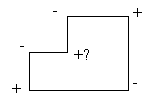 - +
- +?
+ -